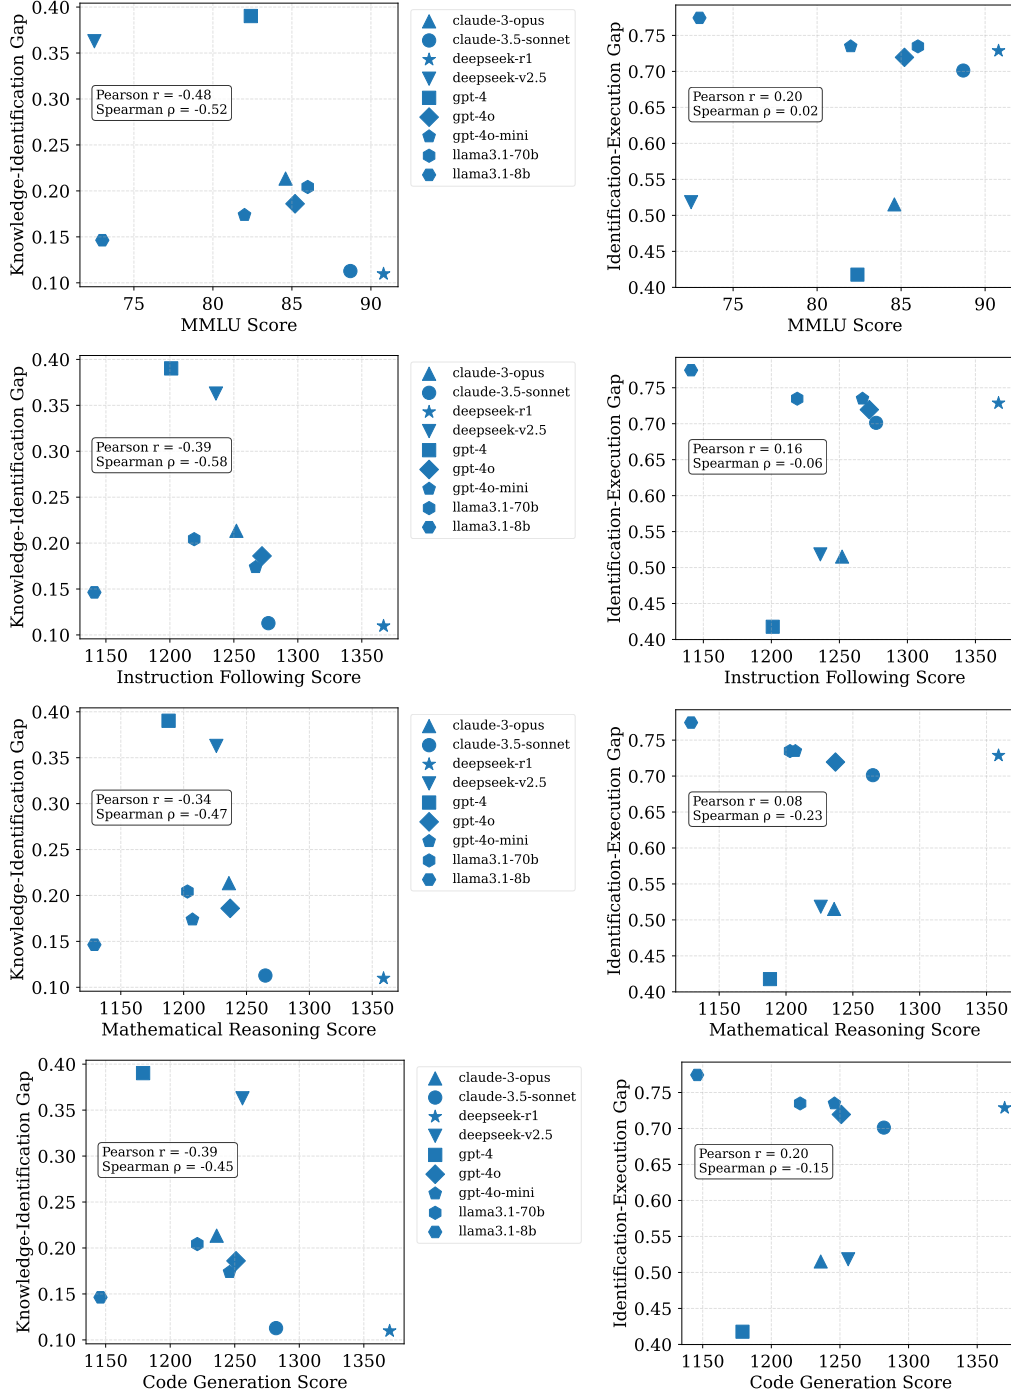 Knowledge-Identification Gap
0.40
0.35
0.30
0.25
0.20
0.15
0.10
Pearson r = -0.48
Spearman ρ = -0.52
75
80
85
90
MMLU Score
claude-3-opus
claude-3.5-sonnet
deepseek-r1
deepseek-v2.5
gpt-4
gpt-4o
gpt-4o-mini
llama3.1-70b
llama3.1-8b
Identification-Execution Gap
0.75
0.70
0.65
0.60
0.55
0.50
0.45
0.40
Pearson r = 0.20
Spearman ρ = 0.02
75
80
85
90
MMLU Score
Knowledge-Identification Gap
0.40
0.35
0.30
0.25
0.20
0.15
0.10
Pearson r = -0.39
Spearman ρ = -0.58
1150
1200
1250
1300
1350
Instruction Following Score
claude-3-opus
claude-3.5-sonnet
deepseek-r1
deepseek-v2.5
gpt-4
gpt-4o
gpt-4o-mini
llama3.1-70b
llama3.1-8b
Identification-Execution Gap
0.75
0.70
0.65
0.60
0.55
0.50
0.45
0.40
Pearson r = 0.16
Spearman ρ = -0.06
1150
1200
1250
1300
1350
Instruction Following Score
Knowledge-Identification Gap
0.40
0.35
0.30
0.25
0.20
0.15
0.10
Pearson r = -0.34
Spearman ρ = -0.47
1150
1200
1250
1300
1350
Mathematical Reasoning Score
claude-3-opus
claude-3.5-sonnet
deepseek-r1
deepseek-v2.5
gpt-4
gpt-4o
gpt-4o-mini
llama3.1-70b
llama3.1-8b
Identification-Execution Gap
0.75
0.70
0.65
0.60
0.55
0.50
0.45
0.40
Pearson r = 0.08
Spearman ρ = -0.23
1150
1200
1250
1300
1350
Mathematical Reasoning Score
Knowledge-Identification Gap
0.40
0.35
0.30
0.25
0.20
0.15
0.10
Pearson r = -0.39
Spearman ρ = -0.45
1150
1200
1250
1300
1350
Code Generation Score
claude-3-opus
claude-3.5-sonnet
deepseek-r1
deepseek-v2.5
gpt-4
gpt-4o
gpt-4o-mini
llama3.1-70b
llama3.1-8b
Identification-Execution Gap
0.75
0.70
0.65
0.60
0.55
0.50
0.45
0.40
Pearson r = 0.20
Spearman ρ = -0.15
1150
1200
1250
1300
1350
Code Generation Score